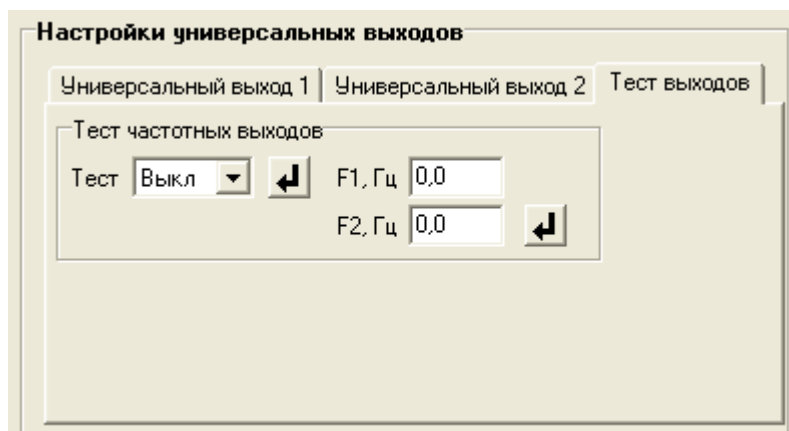 Настройки универсальных выходов
Универсальный выход 1 Универсальный выход 2 Тест выходов
Тест частотных выходов
Тест Выкл F1, Гц 0,0
F2, Гц 0,0